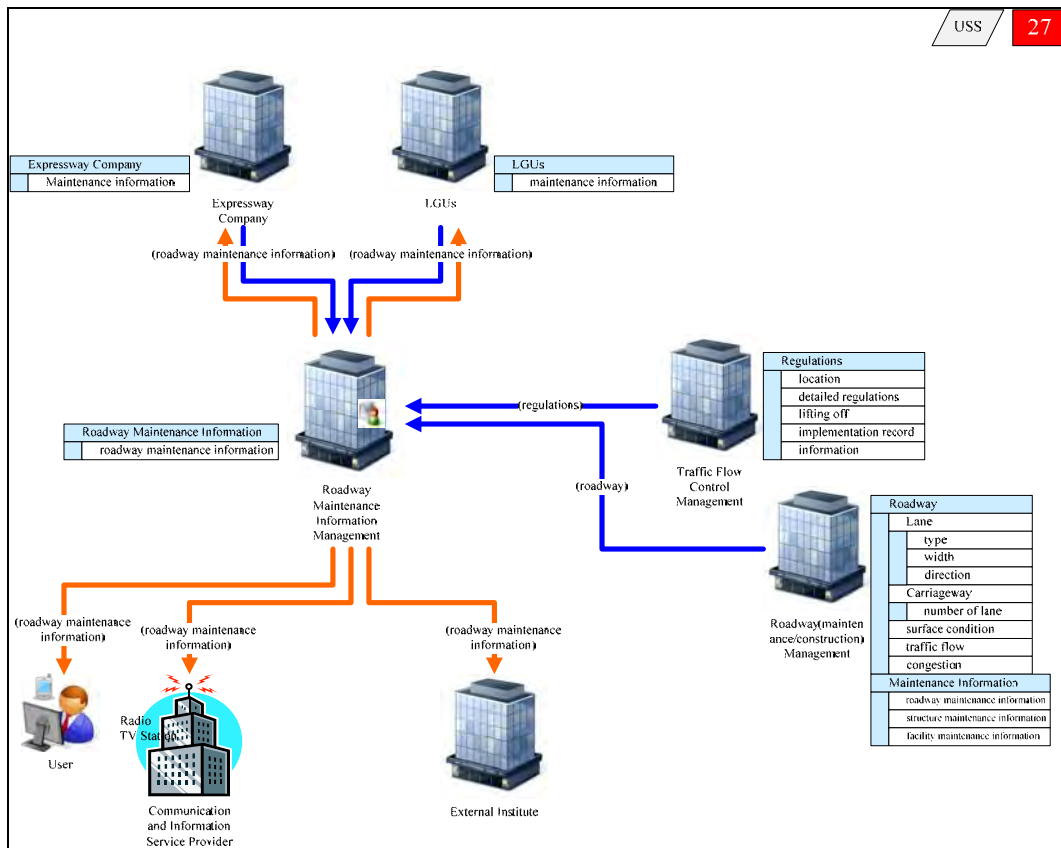 USS
27
Expressway Company
Maintenance information
Expressway
Company
LGUs
maintenance information
LGUs
(roadway maintenance information)
(roadway maintenance information)
Roadway Maintenance Information
roadway maintenance information
Roadway
Maintenance
Information
Management
(regulations)
(roadway)
Traffic Flow
Control
Management
Regulations
location
detailed regulations
lifting off
implementation record
information
Roadway(mainten
ance/construction)
Management
Roadway
Lane
type
width
direction
Carriageway
number of lane
surface condition
traffic flow
congestion
Maintenance Information
roadway maintenance information
structure maintenance information
facility maintenance information
(roadway maintenance
information)
(roadway maintenance
information)
(roadway maintenance
information)
User
Radio
TV Station
Communication
and Information
Service Provider
External Institute